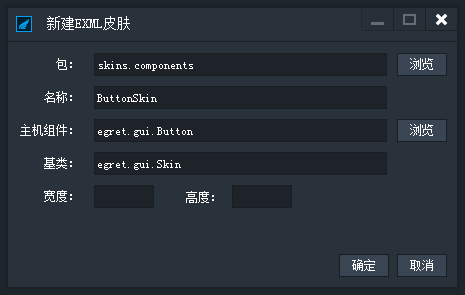 新建EXML皮肤
包： skins.components 浏览
名称： ButtonSkin
主机组件： egret.gui.Button 浏览
基类： egret.gui.Skin
宽度： 高度：
确定 取消